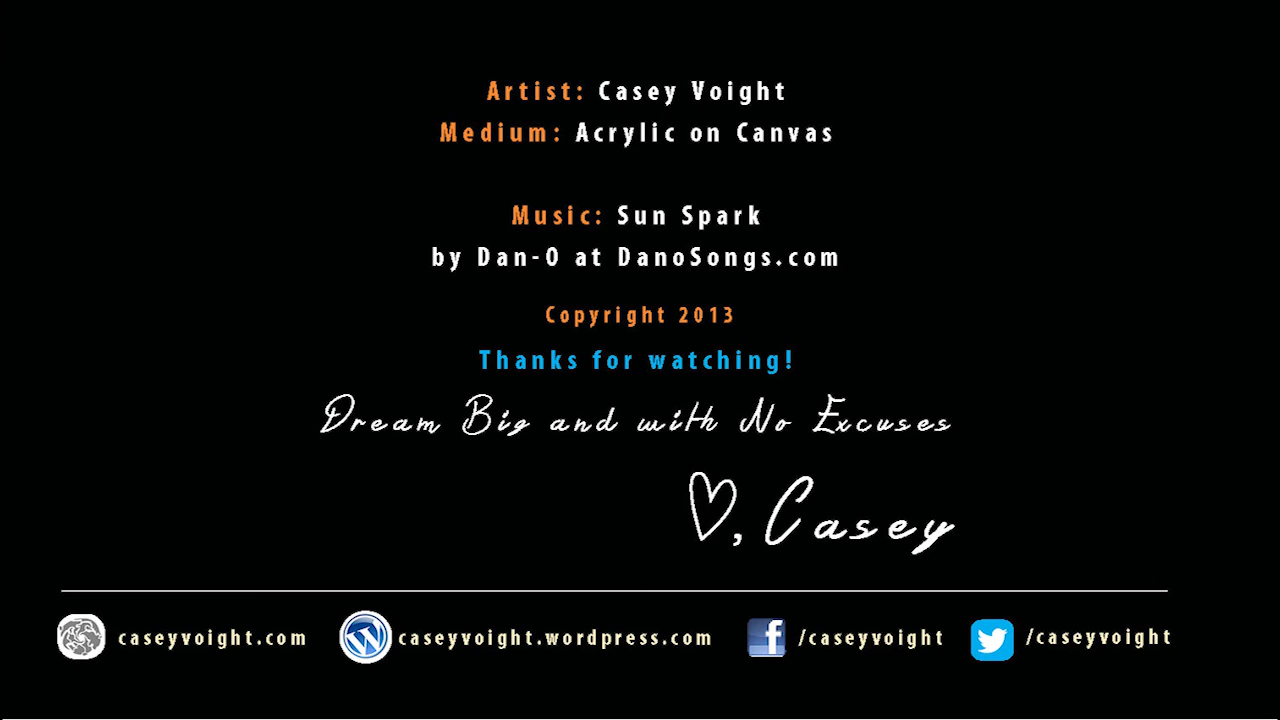 Artist: Casey Voight
Medium: Acrylic on Canvas
Music: Sun Spark
by Dan-O at DanoSongs.com
Copyright 2013
Thanks for watching!
Dream Big and with No Excuses
♡, Casey
caseyvoight.com caseyvoight.wordpress.com /caseyvoight /caseyvoight